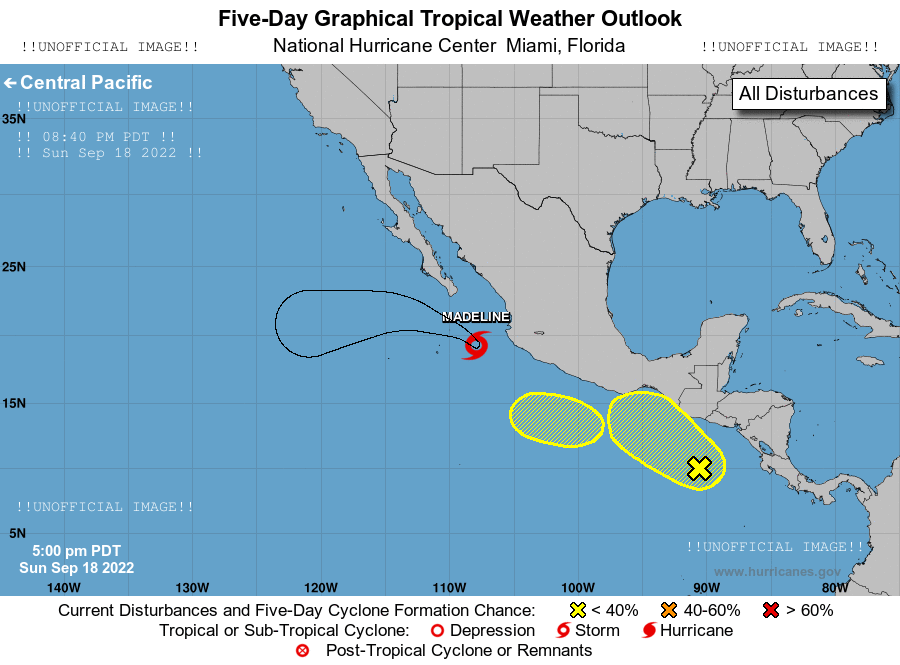 Five-Day Graphical Tropical Weather Outlook
!!UNOFFICIAL IMAGE!! National Hurricane Center Miami, Florida !!UNOFFICIAL IMAGE!!
Central Pacific
All Disturbances
!!UNOFFICIAL IMAGE!!
35N
!! 08:40 PM PDT !!
!! Sun Sep 18 2022 !!
25N
MADELINE
15N
!!UNOFFICIAL IMAGE!!
5N
5:00 pm PDT
Sun Sep 18 2022
!!UNOFFICIAL IMAGE!!
www.hurricanes.gov
140W 130W 120W 110W 100W 90W 80W
Current Disturbances and Five-Day Cyclone Formation Chance: < 40% 40-60% > 60%
Tropical or Sub-Tropical Cyclone: Depression Storm Hurricane
Post-Tropical Cyclone or Remnants